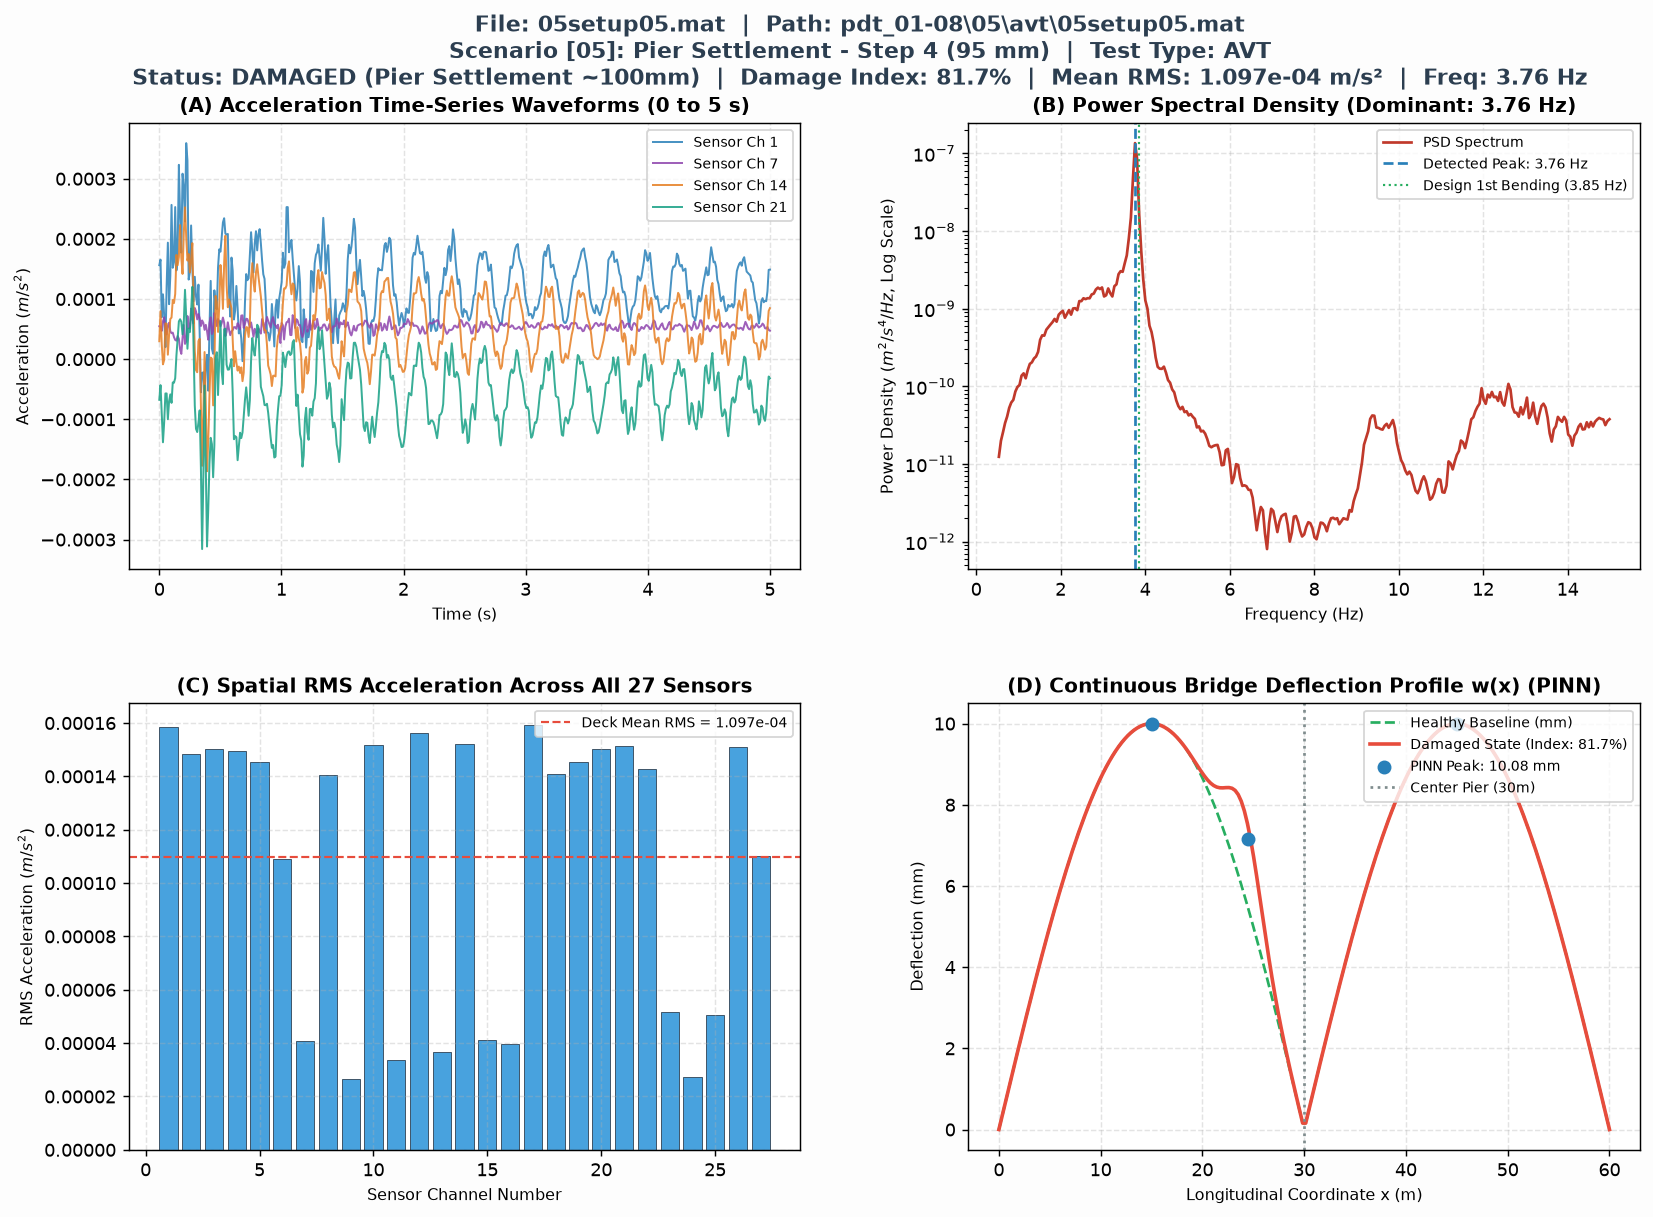 File: 05setup05.mat | Path: pdt_01-08\05\avt\05setup05.mat
Scenario [05]: Pier Settlement - Step 4 (95 mm) | Test Type: AVT
Status: DAMAGED (Pier Settlement ~100mm) | Damage Index: 81.7% | Mean RMS: 1.097e-04 m/s² | Freq: 3.76 Hz
(A) Acceleration Time-Series Waveforms (0 to 5 s)
Sensor Ch 1
Sensor Ch 7
Sensor Ch 14
Sensor Ch 21
Acceleration (m/s²)
0.0003
0.0002
0.0001
0.0000
−0.0001
−0.0002
−0.0003
0 1 2 3 4 5
Time (s)
(B) Power Spectral Density (Dominant: 3.76 Hz)
PSD Spectrum
Detected Peak: 3.76 Hz
Design 1st Bending (3.85 Hz)
Power Density (m²/s⁴/Hz, Log Scale)
10⁻⁷
10⁻⁸
10⁻⁹
10⁻¹⁰
10⁻¹¹
10⁻¹²
0 2 4 6 8 10 12 14
Frequency (Hz)
(C) Spatial RMS Acceleration Across All 27 Sensors
Deck Mean RMS = 1.097e-04
RMS Acceleration (m/s²)
0.00016
0.00014
0.00012
0.00010
0.00008
0.00006
0.00004
0.00002
0.00000
0 5 10 15 20 25
Sensor Channel Number
(D) Continuous Bridge Deflection Profile w(x) (PINN)
Healthy Baseline (mm)
Damaged State (Index: 81.7%)
PINN Peak: 10.08 mm
Center Pier (30m)
Deflection (mm)
10
8
6
4
2
0
0 10 20 30 40 50 60
Longitudinal Coordinate x (m)